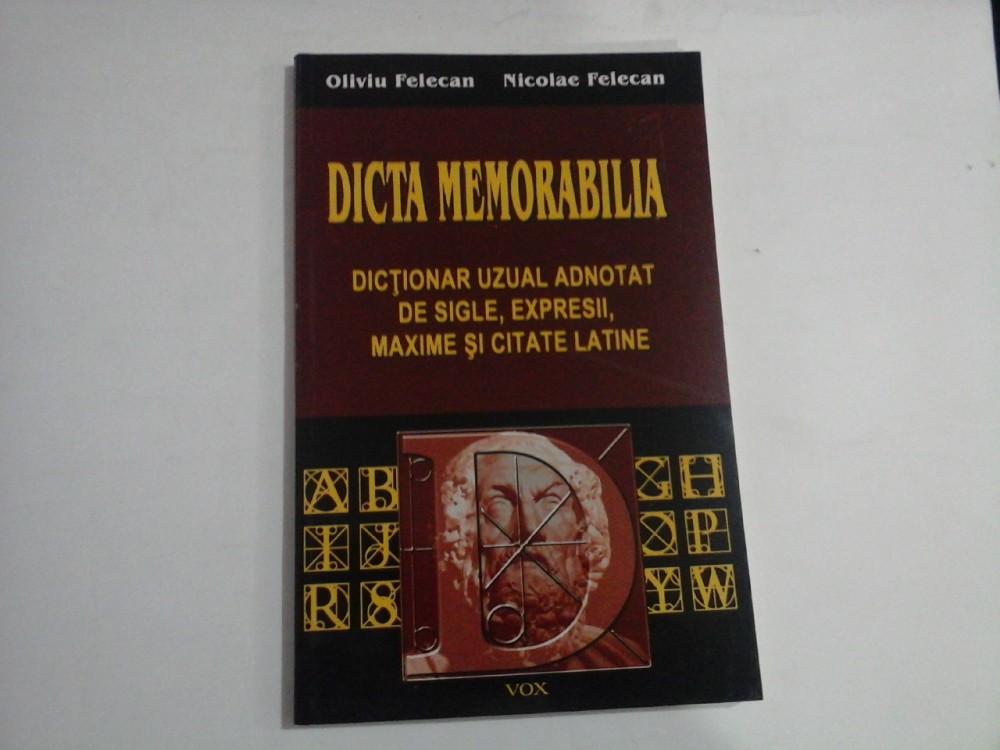 Oliviu Felecan Nicolae Felecan
DICTA MEMORABILIA
DICŢIONAR UZUAL ADNOTAT
DE SIGLE, EXPRESII,
MAXIME ŞI CITATE LATINE
A B D G H
I J O P
R S Y W
VOX